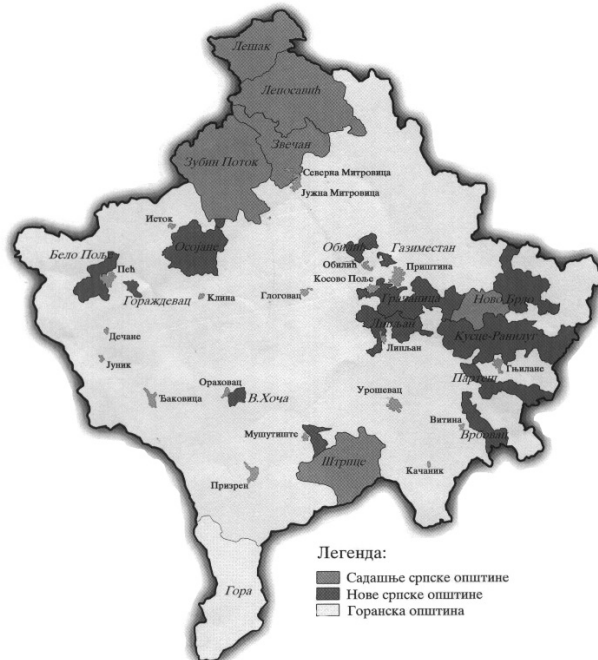 Лешак
Лепосавић
Звечан
Зубин Поток
Северна Митровица
Јужна Митровица
Исток
Осојане
Бело Поље
Пећ
Гораждевац
Клина
Глоговац
Обилић
Газиместан
Обилић
Приштина
Косово Поље
Грачаница
Ново Брдо
Липљан
Липљан
Кусце-Ранилуг
Гњилане
Партеш
Дечане
Јуник
Ђаковица
Ораховац
В.Хоча
Урошевац
Витина
Врбовац
Мушутиште
Штрпце
Качаник
Призрен
Гора
Легенда:
Садашње српске општине
Нове српске општине
Горанска општина